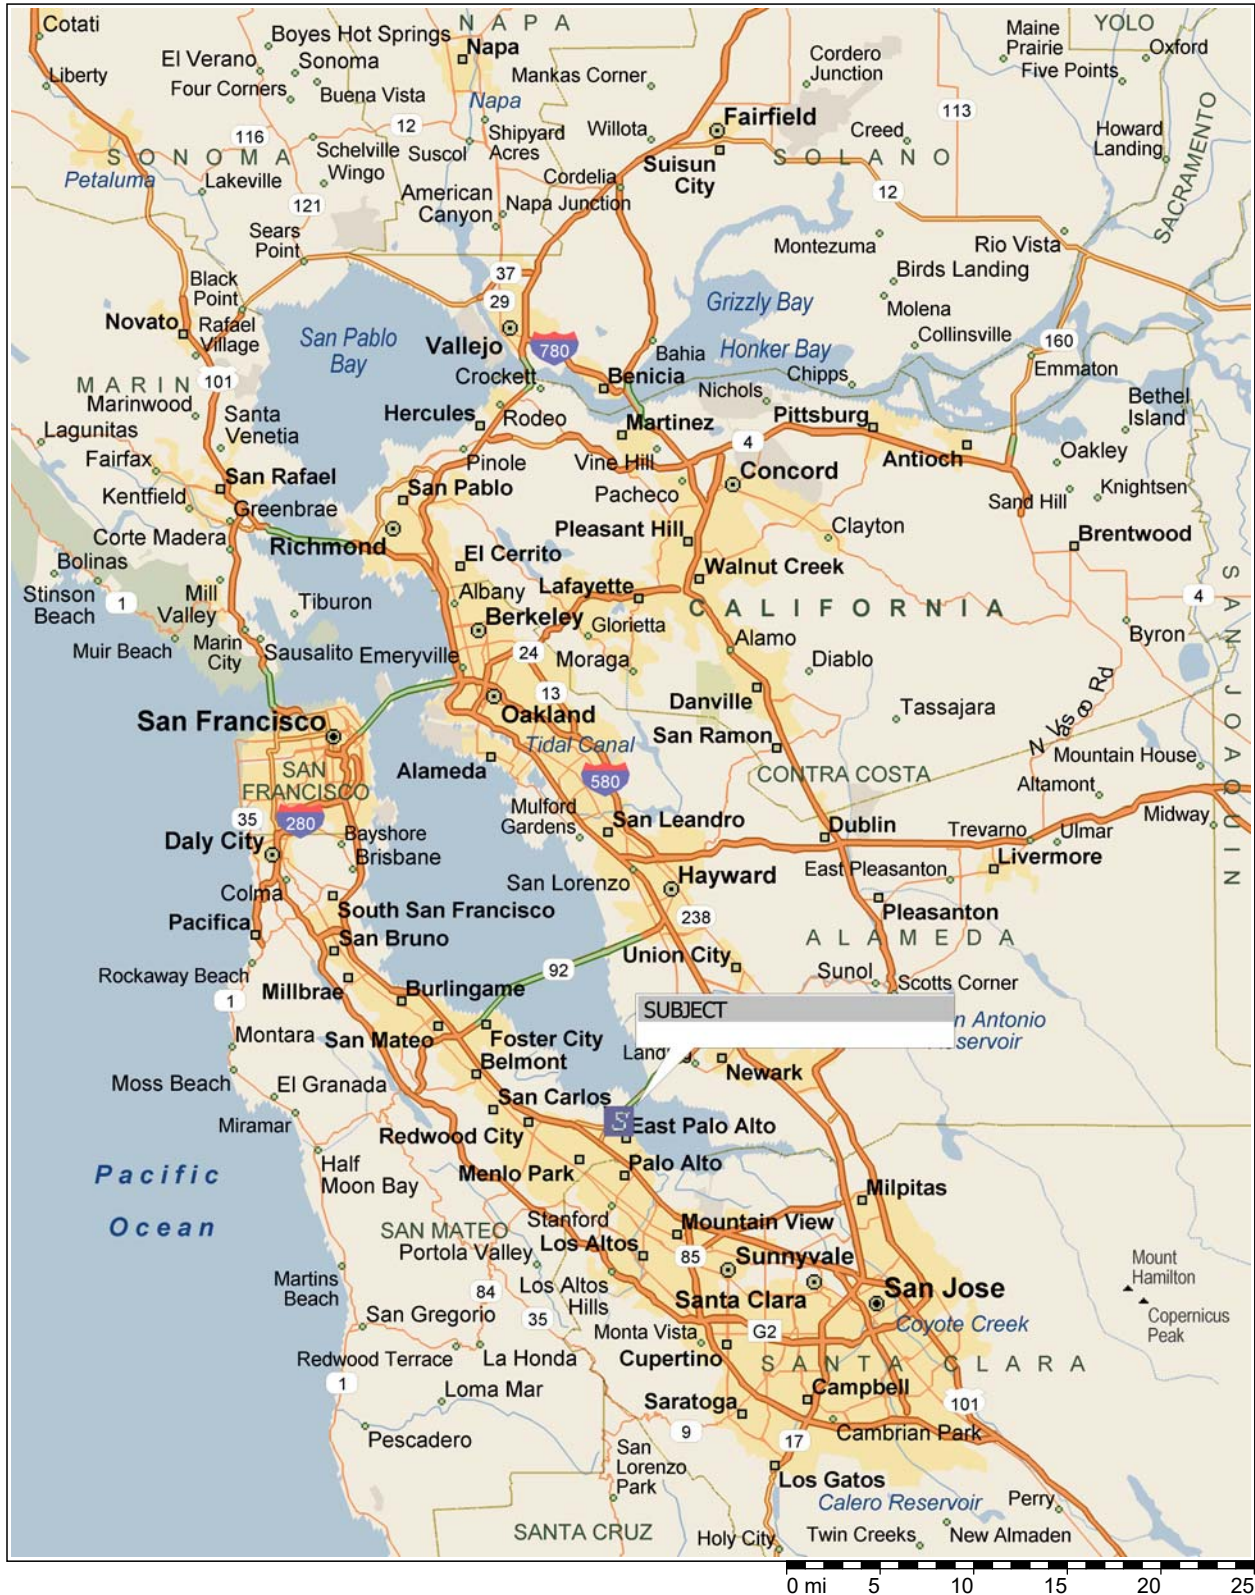 Cotati
N A P A
YOLO
Boyes Hot Springs
Napa
Maine
Prairie
Oxford
El Verano
Sonoma
Cordero
Junction
Five Points
Liberty
Four Corners
Buena Vista
Mankas Corner
Napa
116
12
Shipyard
Acres
Willota
Fairfield
Creed
113
Howard
Landing
SACRAMENTO
S O N O M A
Schelville
Suscol
Suisun
City
S O L A N O
Petaluma
Lakeville
Wingo
American
Canyon
Cordelia
12
121
Napa Junction
Sears
Point
Montezuma
Rio Vista
Black
Point
37
29
Birds Landing
Grizzly Bay
Molena
Novato
Rafael
Village
San Pablo
Bay
Vallejo
780
Bahia
Honker Bay
Collinsville
160
M A R I N
101
Crockett
Benicia
Nichols
Chipps
Emmaton
Marinwood
Santa
Venetia
Hercules
Rodeo
Martinez
Pittsburg
Bethel
Island
Lagunitas
4
Fairfax
Pinole
Vine Hill
Concord
Antioch
Oakley
San Rafael
San Pablo
Pacheco
Sand Hill
Knightsen
Kentfield
Greenbrae
Corte Madera
Richmond
Pleasant Hill
Clayton
Brentwood
Bolinas
El Cerrito
Walnut Creek
Stinson
Beach
1
Mill
Valley
Tiburon
Albany
Lafayette
4
S A N J O A Q U I N
Berkeley
Glorietta
C A L I F O R N I A
Muir Beach
Marin
City
Sausalito
Emeryville
24
Moraga
Alamo
Diablo
Byron
13
Danville
N Vasco Rd
San Francisco
Oakland
Tassajara
Tidal Canal
San Ramon
Mountain House
Alameda
580
CONTRA COSTA
SAN
FRANCISCO
Altamont
35
280
Mulford
Gardens
San Leandro
Dublin
Trevarno
Ulmar
Midway
Daly City
Bayshore
Brisbane
San Lorenzo
Hayward
East Pleasanton
Livermore
Colma
South San Francisco
238
Pleasanton
Pacifica
San Bruno
A L A M E D A
Rockaway Beach
92
Union City
Sunol
Scotts Corner
1
Millbrae
Burlingame
SUBJECT
n Antonio
servoir
Montara
San Mateo
Foster City
Belmont
Newark
Moss Beach
El Granada
San Carlos
S
Miramar
Redwood City
East Palo Alto
Pacific
Ocean
Half
Moon Bay
Menlo Park
Palo Alto
Milpitas
SAN MATEO
Stanford
Mountain View
Portola Valley
Los Altos
85
Sunnyvale
Mount
Hamilton
Martins
Beach
84
Los Altos
Hills
Santa Clara
San Jose
Copernicus
Peak
San Gregorio
35
Monta Vista
G2
Coyote Creek
Redwood Terrace
La Honda
Cupertino
S A N T A C L A R A
1
Loma Mar
Saratoga
Campbell
101
Pescadero
9
17
Cambrian Park
San
Lorenzo
Park
Los Gatos
Calero Reservoir
Perry
SANTA CRUZ
Holy City
Twin Creeks
New Almaden
0 mi 5 10 15 20 25